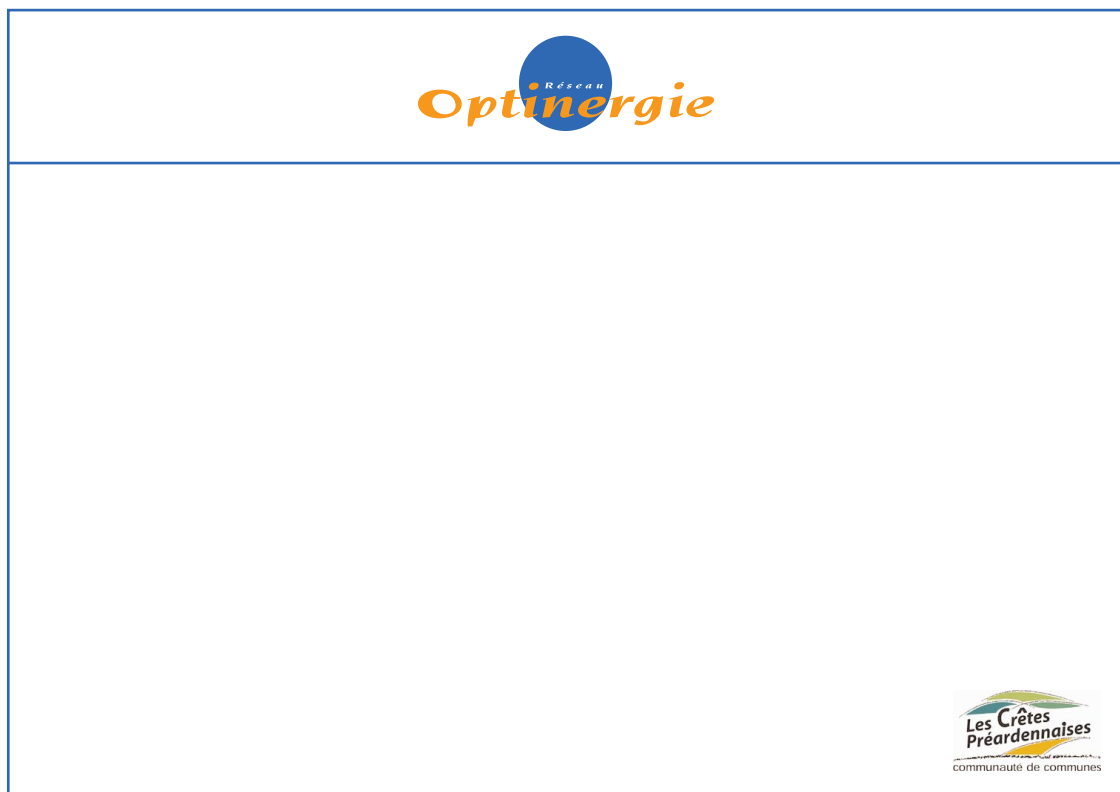 Réseau
Optinergie
Les Crêtes
Préardennaises
communauté de communes